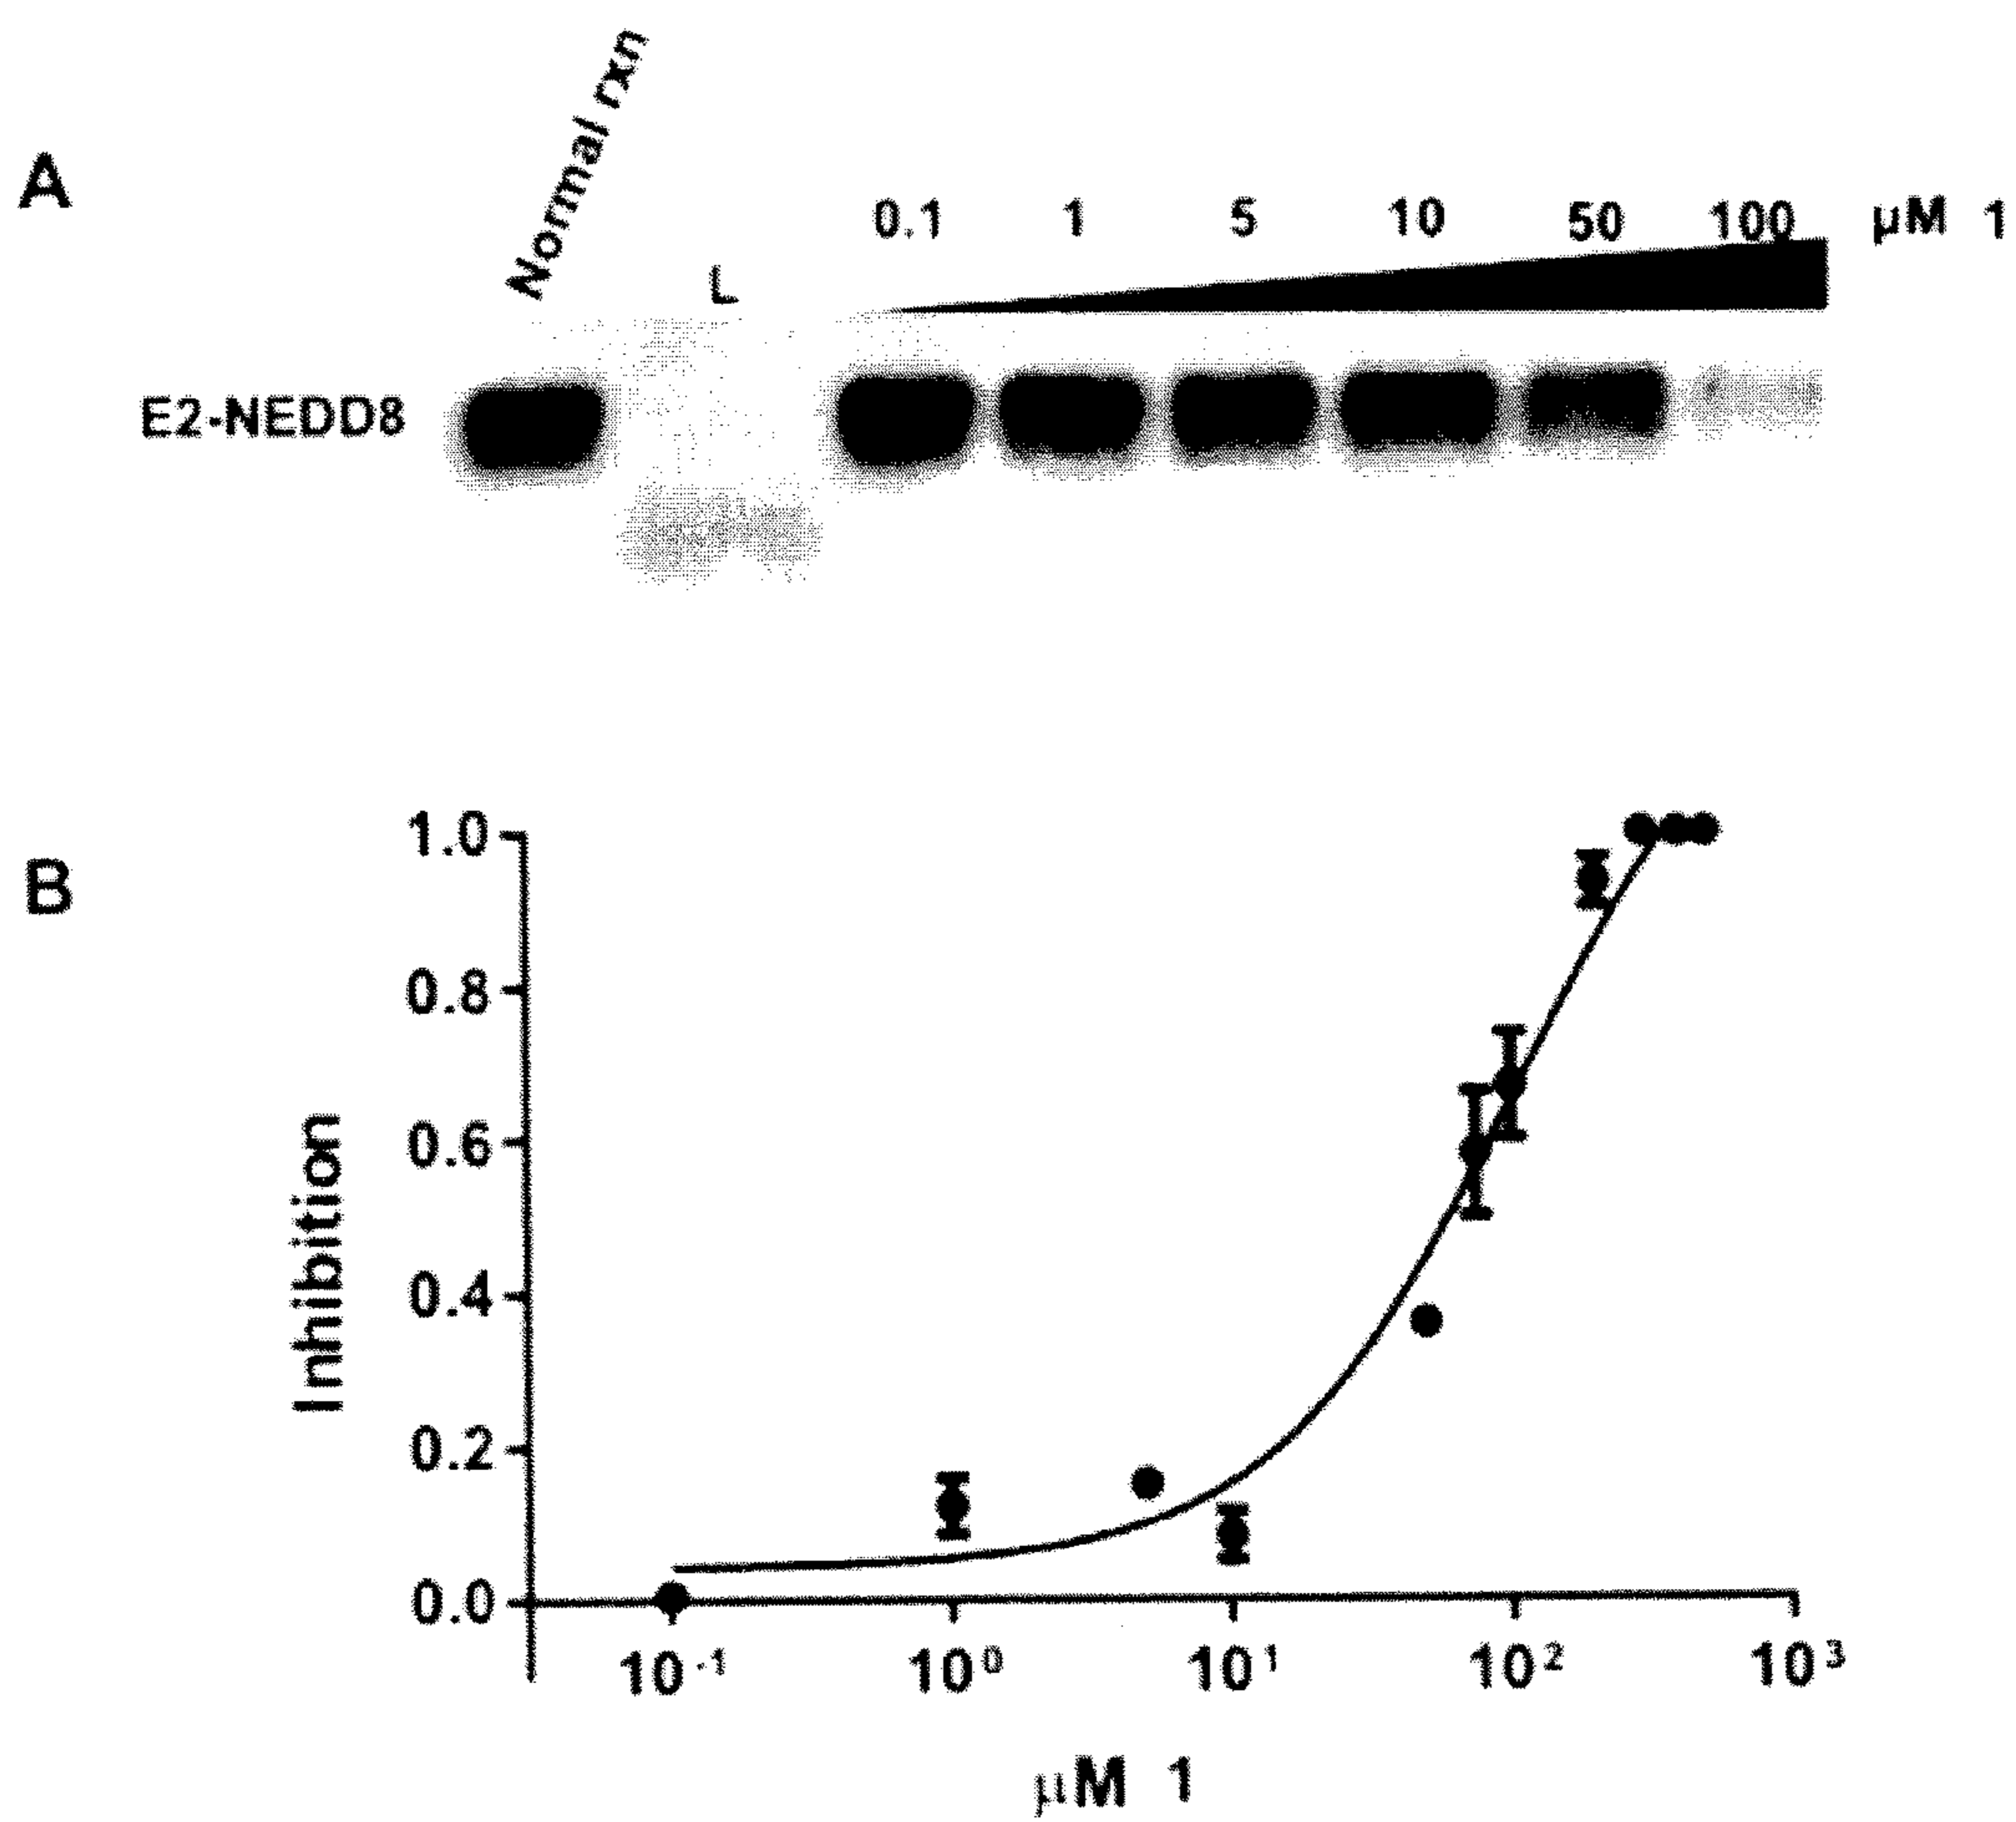 A
Normal rxn
L
0.1 1 5 10 50 100 µM 1
E2-NEDD8
B
Inhibition
1.0
0.8
0.6
0.4
0.2
0.0
10⁻¹ 10⁰ 10¹ 10² 10³
µM 1